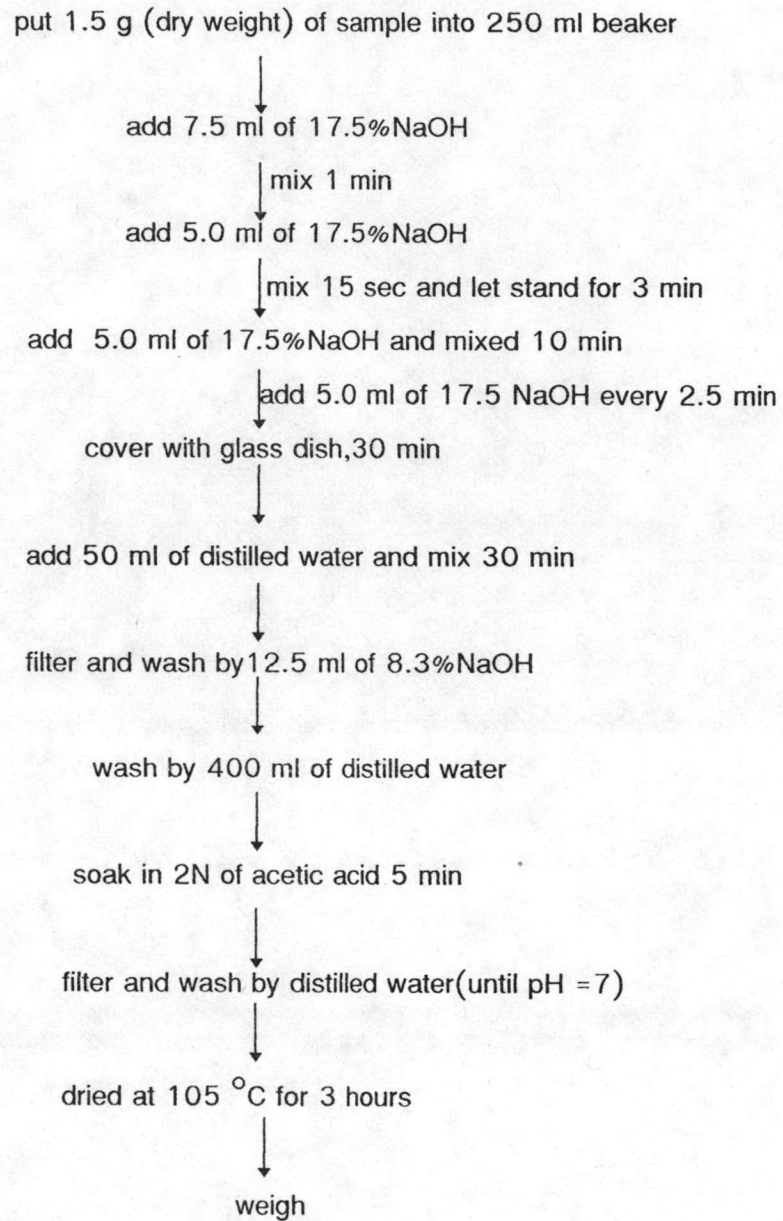 put 1.5 g (dry weight) of sample into 250 ml beaker
add 7.5 ml of 17.5%NaOH
mix 1 min
add 5.0 ml of 17.5%NaOH
mix 15 sec and let stand for 3 min
add 5.0 ml of 17.5%NaOH and mixed 10 min
add 5.0 ml of 17.5 NaOH every 2.5 min
cover with glass dish,30 min
add 50 ml of distilled water and mix 30 min
filter and wash by12.5 ml of 8.3%NaOH
wash by 400 ml of distilled water
soak in 2N of acetic acid 5 min
filter and wash by distilled water(until pH =7)
dried at 105 °C for 3 hours
weigh